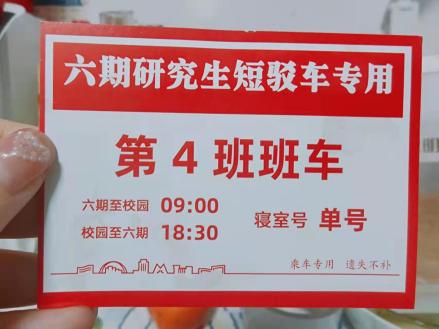 六期研究生短驳车专用
第 4 班班车
六期至校园 09:00
校园至六期 18:30
寝室号 单号
乘车专用 遗失不补